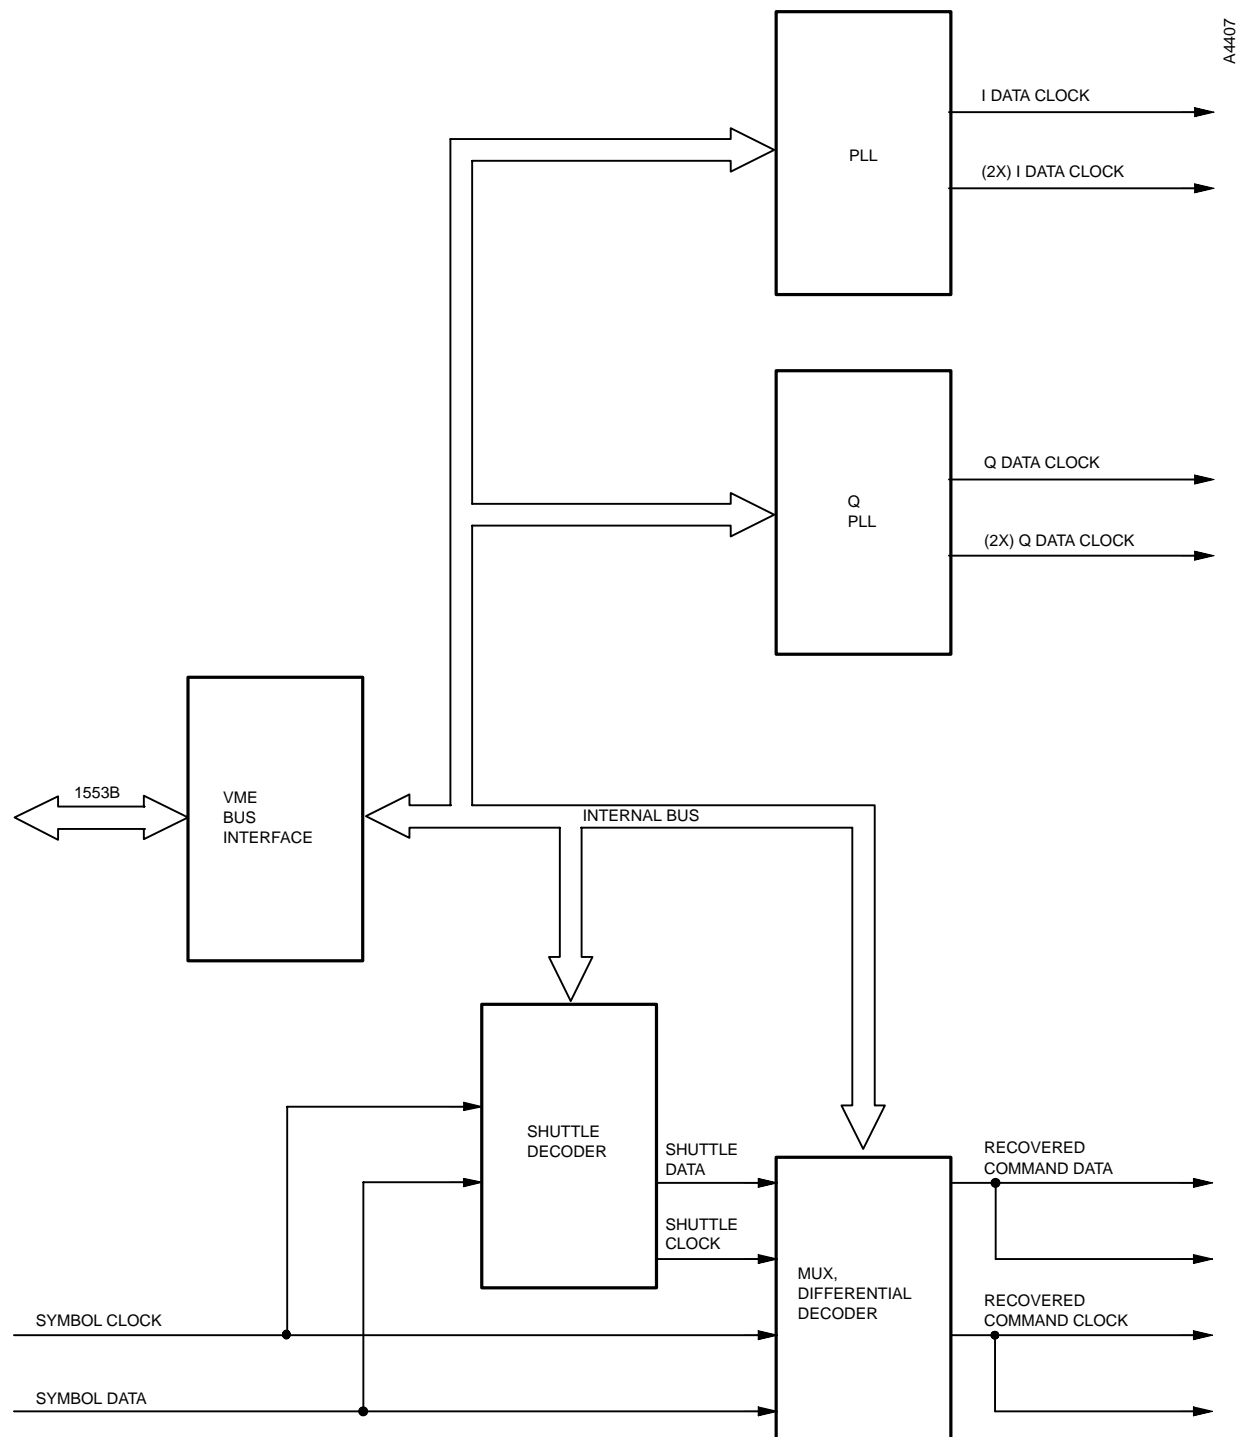 A4407
I DATA CLOCK
PLL
(2X) I DATA CLOCK
Q DATA CLOCK
Q
PLL
(2X) Q DATA CLOCK
1553B
VME
BUS
INTERFACE
INTERNAL BUS
SHUTTLE
DECODER
SHUTTLE
DATA
SHUTTLE
CLOCK
RECOVERED
COMMAND DATA
MUX,
DIFFERENTIAL
DECODER
RECOVERED
COMMAND CLOCK
SYMBOL CLOCK
SYMBOL DATA